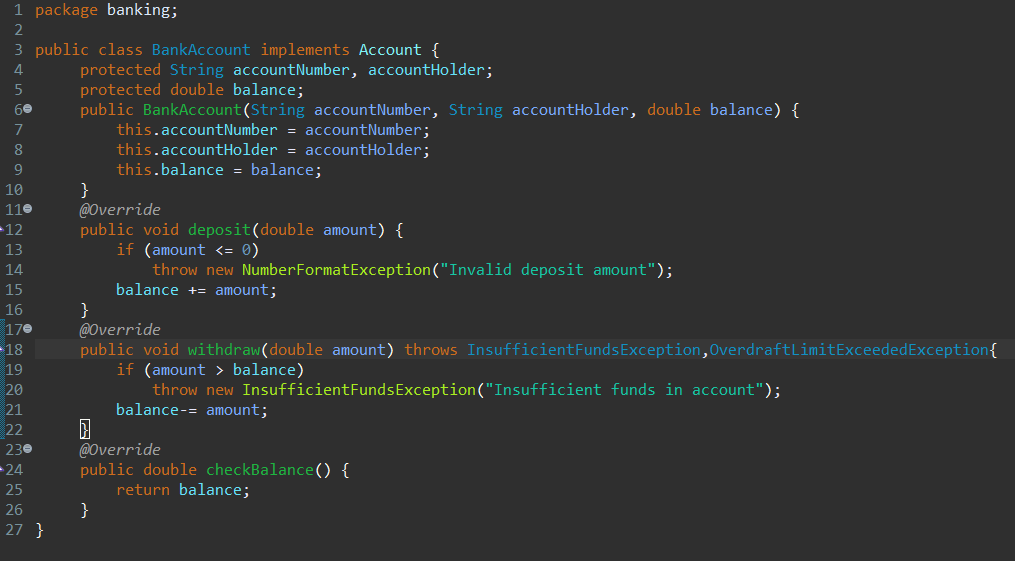 1 package banking;
2
3 public class BankAccount implements Account {
4 protected String accountNumber, accountHolder;
5 protected double balance;
6 public BankAccount(String accountNumber, String accountHolder, double balance) {
7 this.accountNumber = accountNumber;
8 this.accountHolder = accountHolder;
9 this.balance = balance;
10 }
11 @Override
12 public void deposit(double amount) {
13 if (amount <= 0)
14 throw new NumberFormatException("Invalid deposit amount");
15 balance += amount;
16 }
17 @Override
18 public void withdraw(double amount) throws InsufficientFundsException,OverdraftLimitExceededException{
19 if (amount > balance)
20 throw new InsufficientFundsException("Insufficient funds in account");
21 balance-= amount;
22 }
23 @Override
24 public double checkBalance() {
25 return balance;
26 }
27 }